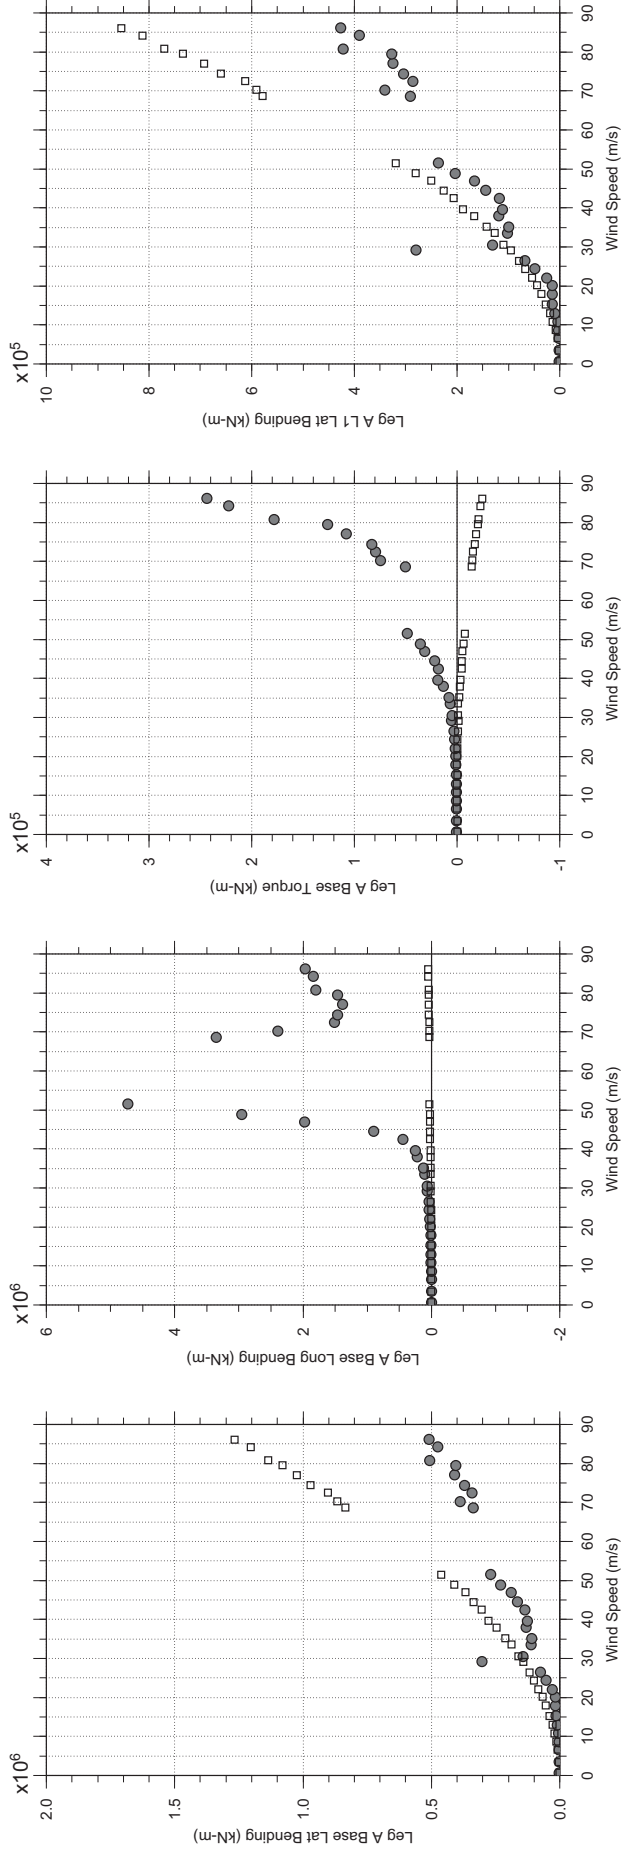 x10^6
2.0
1.5
1.0
0.5
0.0
Leg A Base Lat Bending (kN-m)
0 10 20 30 40 50 60 70 80 90
Wind Speed (m/s)
x10^6
6
4
2
0
-2
Leg A Base Long Bending (kN-m)
0 10 20 30 40 50 60 70 80 90
Wind Speed (m/s)
x10^5
4
3
2
1
0
-1
Leg A Base Torque (kN-m)
0 10 20 30 40 50 60 70 80 90
Wind Speed (m/s)
x10^5
10
8
6
4
2
0
Leg A L1 Lat Bending (kN-m)
0 10 20 30 40 50 60 70 80 90
Wind Speed (m/s)